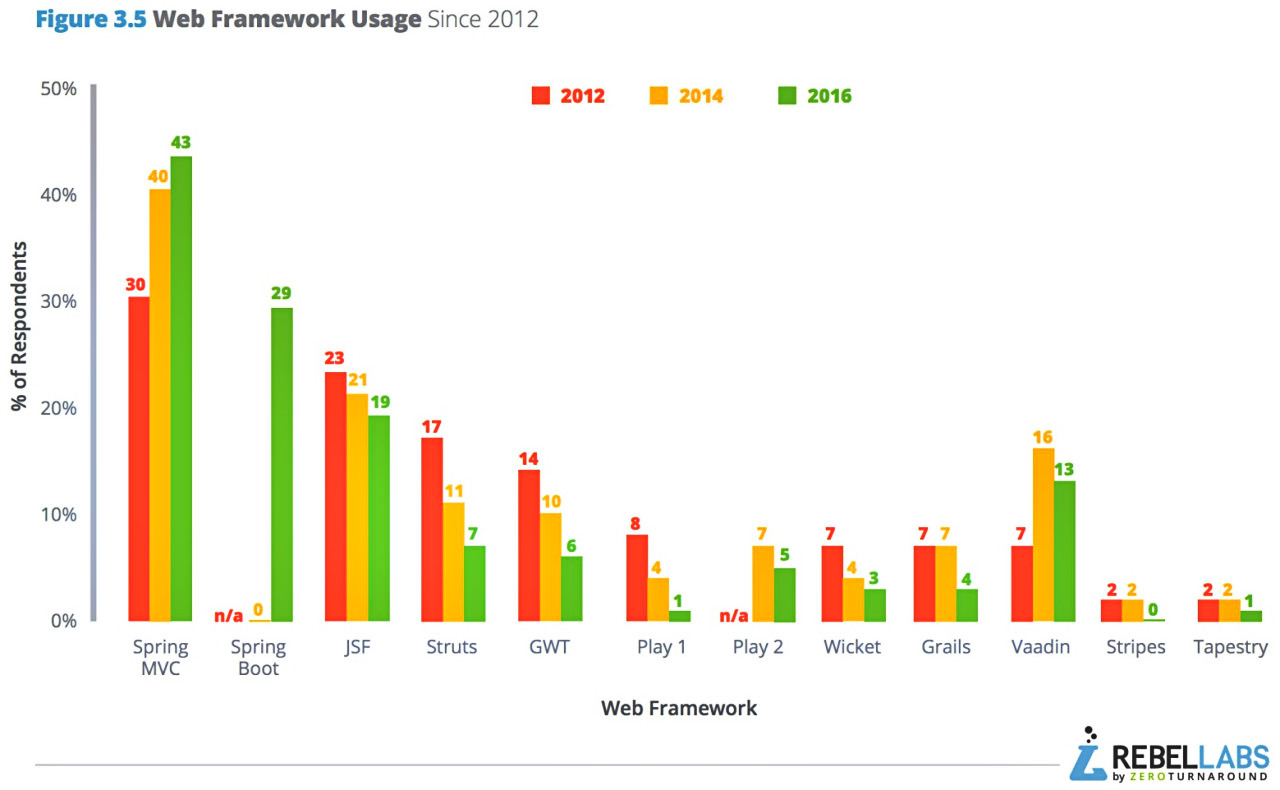 Figure 3.5 Web Framework Usage Since 2012
50%
2012 2014 2016
43
40
40%
30
30%
29
23
21
20%
19
17
16
14
13
11
10
10%
8
7
7
7
7
7
7
6
5
4
4
4
3
2 2
2 2
1
1
0
0
n/a
n/a
0%
Spring MVC
Spring Boot
JSF
Struts
GWT
Play 1
Play 2
Wicket
Grails
Vaadin
Stripes
Tapestry
% of Respondents
Web Framework
REBELLABS
by ZEROTURNAROUND